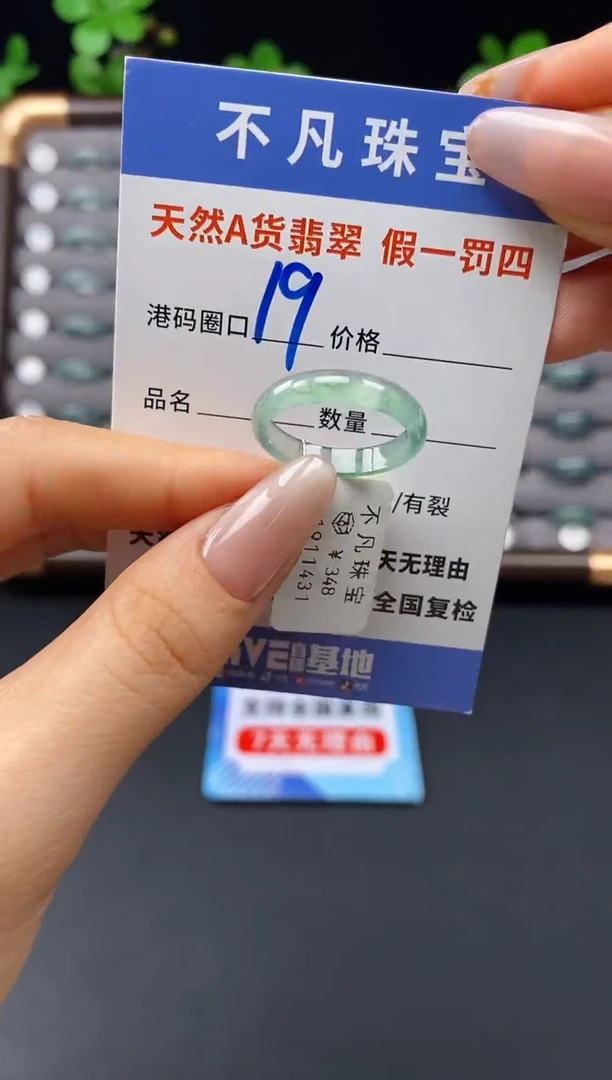 不凡珠宝
天然A货翡翠 假一罚四
港码圈口 19 价格
品名 数量
/有裂
天无理由
全国复检
不凡珠宝
¥348
基地
7天无理由